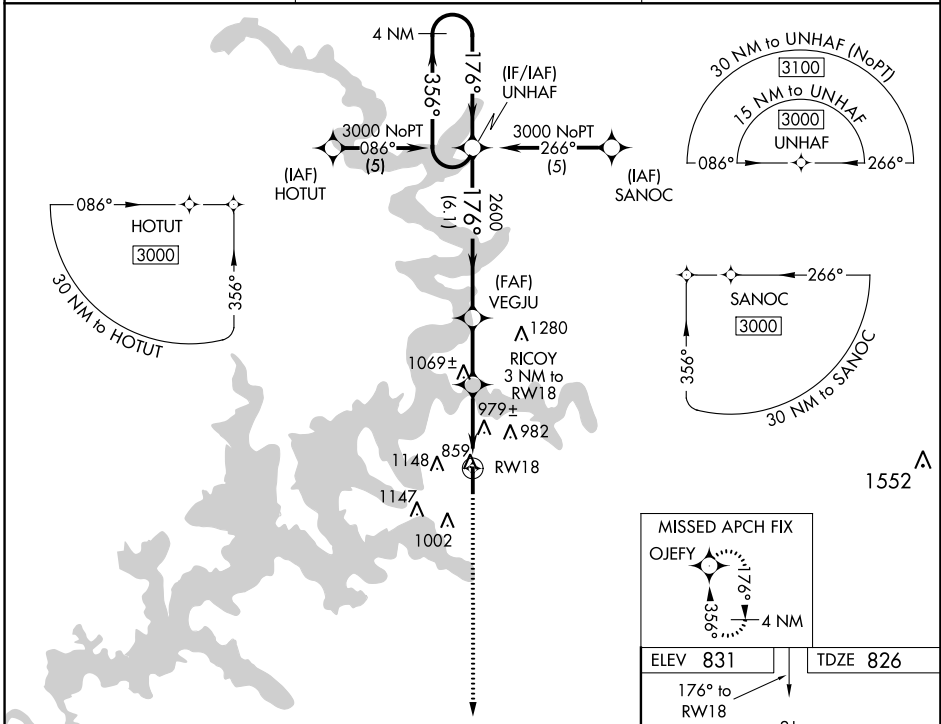 4 NM
356°
176°
(IF/IAF)
UNHAF
3000 NoPT
086°
(5)
(IAF)
HOTUT
3000 NoPT
266°
(5)
(IAF)
SANOC
30 NM to UNHAF (NoPT)
3100
15 NM to UNHAF
3000
UNHAF
086°
266°
086°
HOTUT
3000
356°
30 NM to HOTUT
2600
176°
(6.1)
(FAF)
VEGJU
1280
1069±
RICOY
3 NM to
RW18
979±
982
1148
859
RW18
1147
1002
266°
SANOC
3000
356°
30 NM to SANOC
1552
MISSED APCH FIX
OJEFY
176°
356°
4 NM
ELEV 831
TDZE 826
176° to
RW18